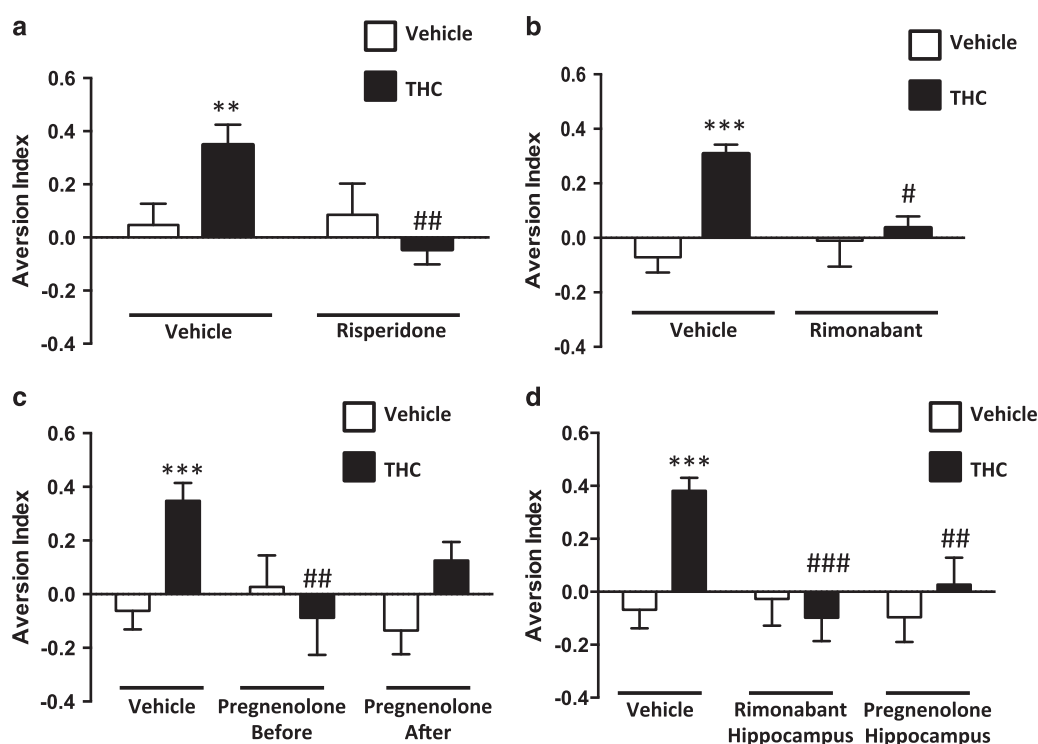 a
Vehicle
THC
Aversion Index
0.6
0.4
0.2
0.0
-0.2
-0.4
**
##
Vehicle
Risperidone
b
Vehicle
THC
Aversion Index
0.6
0.4
0.2
0.0
-0.2
-0.4
***
#
Vehicle
Rimonabant
c
Vehicle
THC
Aversion Index
0.6
0.4
0.2
0.0
-0.2
-0.4
***
##
Vehicle
Pregnenolone
Before
Pregnenolone
After
d
Vehicle
THC
Aversion Index
0.6
0.4
0.2
0.0
-0.2
-0.4
***
###
##
Vehicle
Rimonabant
Hippocampus
Pregnenolone
Hippocampus